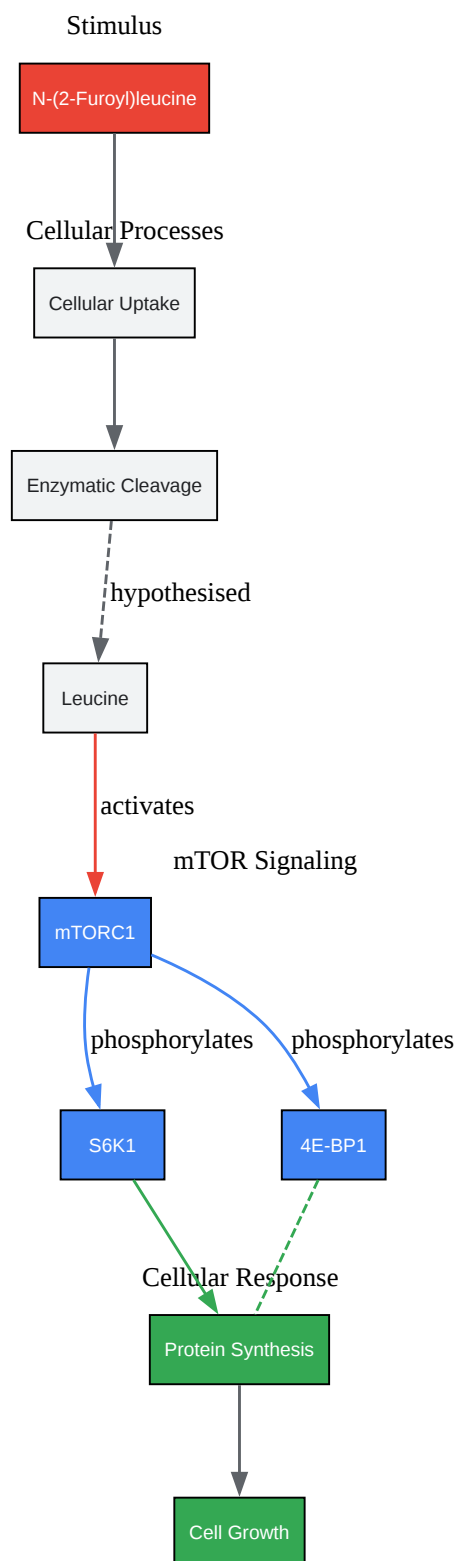 Stimulus
N-(2-Furoyl)leucine
Cellular Processes
Cellular Uptake
Enzymatic Cleavage
hypothesised
Leucine
activates
mTOR Signaling
mTORC1
phosphorylates
phosphorylates
S6K1
4E-BP1
Cellular Response
Protein Synthesis
Cell Growth